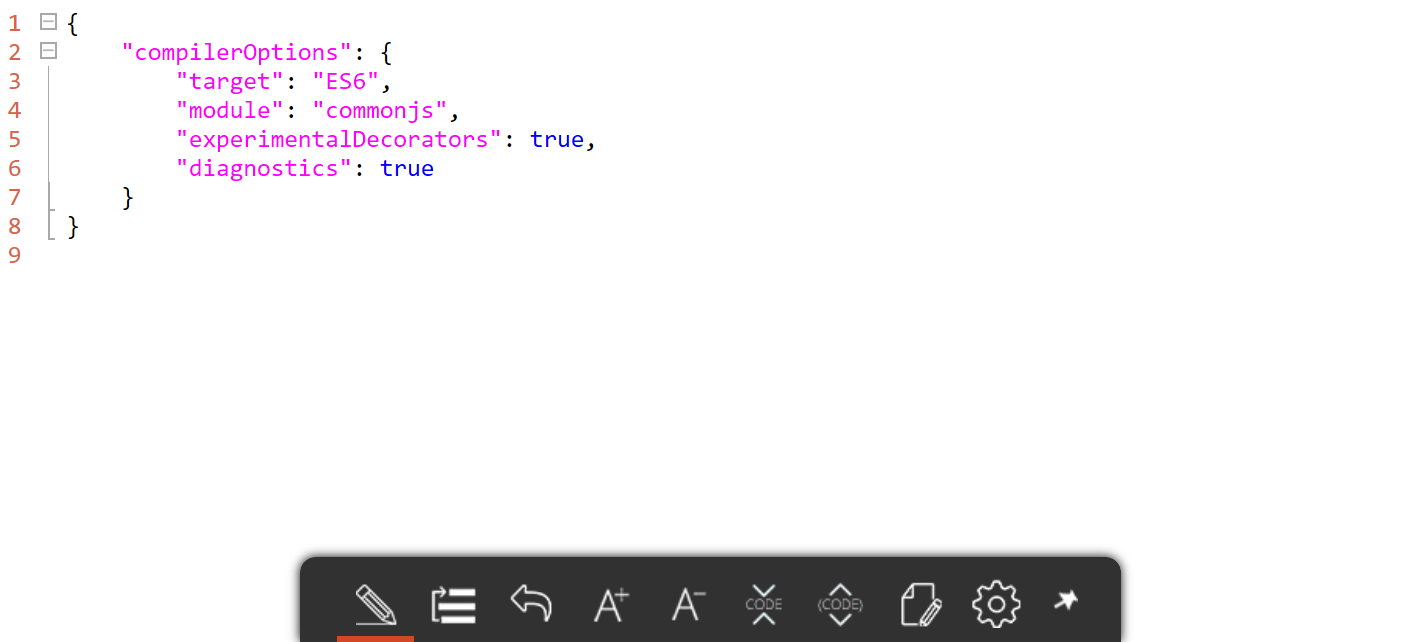 1 {
2     "compilerOptions": {
3         "target": "ES6",
4         "module": "commonjs",
5         "experimentalDecorators": true,
6         "diagnostics": true
7     }
8 }
9
A+ A- CODE (CODE)